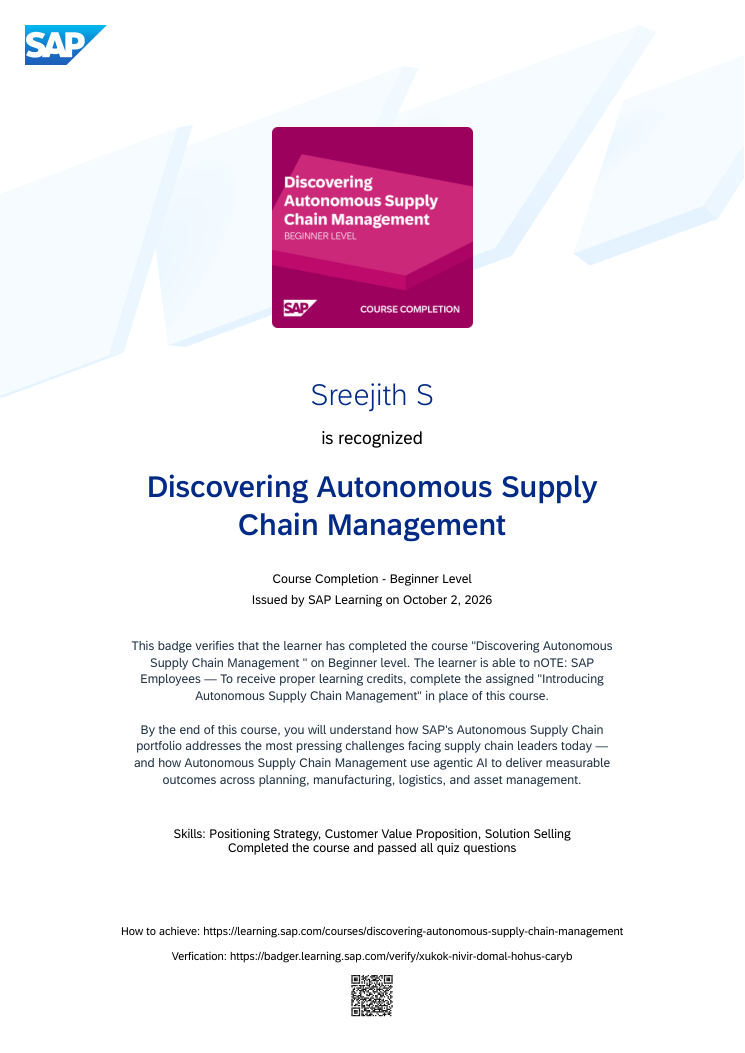 SAP
Discovering
Autonomous Supply
Chain Management
BEGINNER LEVEL
SAP
COURSE COMPLETION
Sreejith S
is recognized
Discovering Autonomous Supply
Chain Management
Course Completion - Beginner Level
Issued by SAP Learning on October 2, 2026
This badge verifies that the learner has completed the course "Discovering Autonomous
Supply Chain Management " on Beginner level. The learner is able to nOTE: SAP
Employees — To receive proper learning credits, complete the assigned "Introducing
Autonomous Supply Chain Management" in place of this course.
By the end of this course, you will understand how SAP's Autonomous Supply Chain
portfolio addresses the most pressing challenges facing supply chain leaders today —
and how Autonomous Supply Chain Management use agentic AI to deliver measurable
outcomes across planning, manufacturing, logistics, and asset management.
Skills: Positioning Strategy, Customer Value Proposition, Solution Selling
Completed the course and passed all quiz questions
How to achieve: https://learning.sap.com/courses/discovering-autonomous-supply-chain-management
Verfication: https://badger.learning.sap.com/verify/xukok-nivir-domal-hohus-caryb